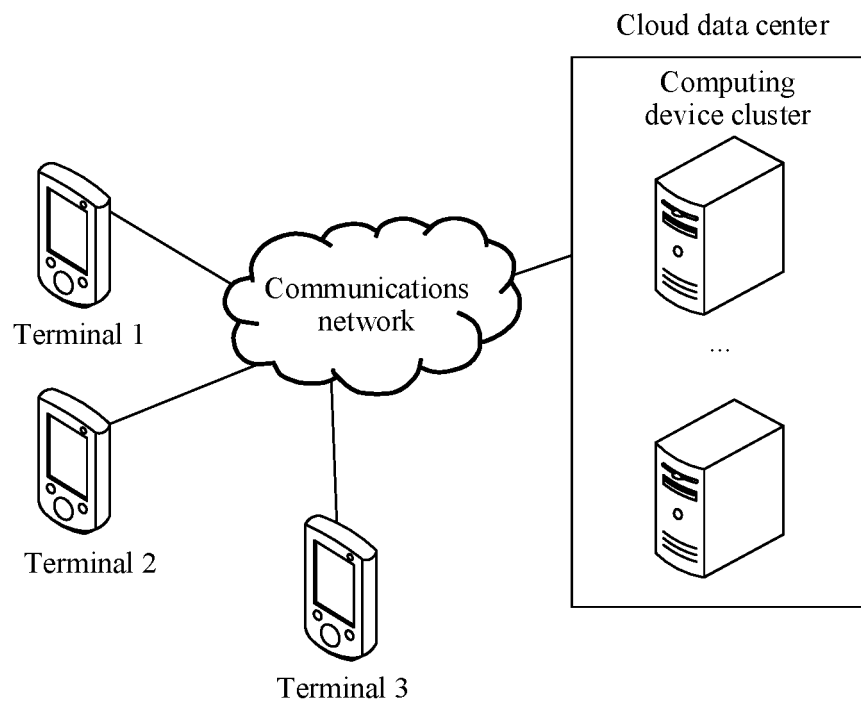 Cloud data center
Computing
device cluster
Communications
network
...
Terminal 1
Terminal 2
Terminal 3